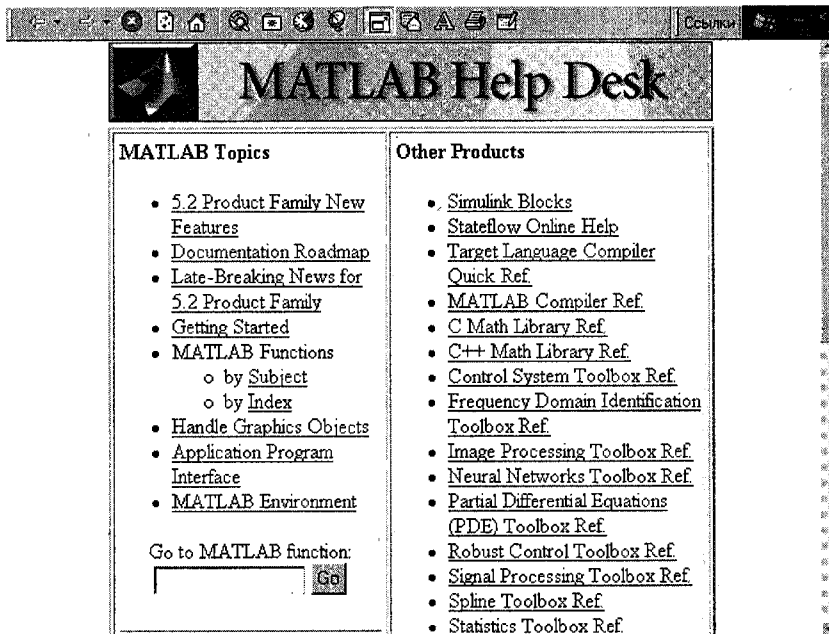 Ссылки
MATLAB Help Desk
MATLAB Topics
5.2 Product Family New
Features
Documentation Roadmap
Late-Breaking News for
5.2 Product Family
Getting Started
MATLAB Functions
by Subject
by Index
Handle Graphics Objects
Application Program
Interface
MATLAB Environment
Go to MATLAB function:
Go
Other Products
Simulink Blocks
Stateflow Online Help
Target Language Compiler
Quick Ref.
MATLAB Compiler Ref.
C Math Library Ref.
C++ Math Library Ref.
Control System Toolbox Ref.
Frequency Domain Identification
Toolbox Ref.
Image Processing Toolbox Ref.
Neural Networks Toolbox Ref.
Partial Differential Equations
(PDE) Toolbox Ref.
Robust Control Toolbox Ref.
Signal Processing Toolbox Ref.
Spline Toolbox Ref.
Statistics Toolbox Ref.